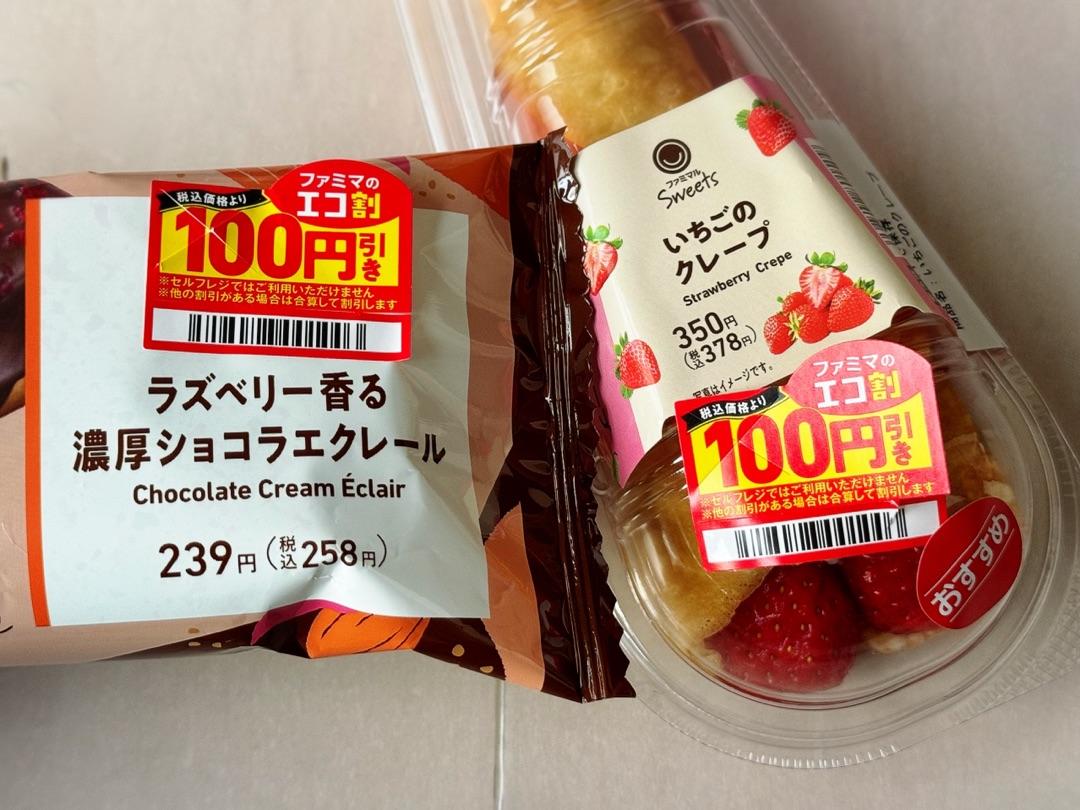 税込価格より
ファミマの
エコ割
100円引き
※セルフレジではご利用いただけません
※他の割引がある場合は合算して割引します
ラズベリー香る
濃厚ショコラエクレール
Chocolate Cream Éclair
239円(税込258円)
ファミマル
Sweets
いちごの
クレープ
Strawberry Crepe
350円
(税込378円)
写真はイメージです。
税込価格より
ファミマの
エコ割
100円引き
※セルフレジではご利用いただけません
※他の割引がある場合は合算して割引します
おすすめ